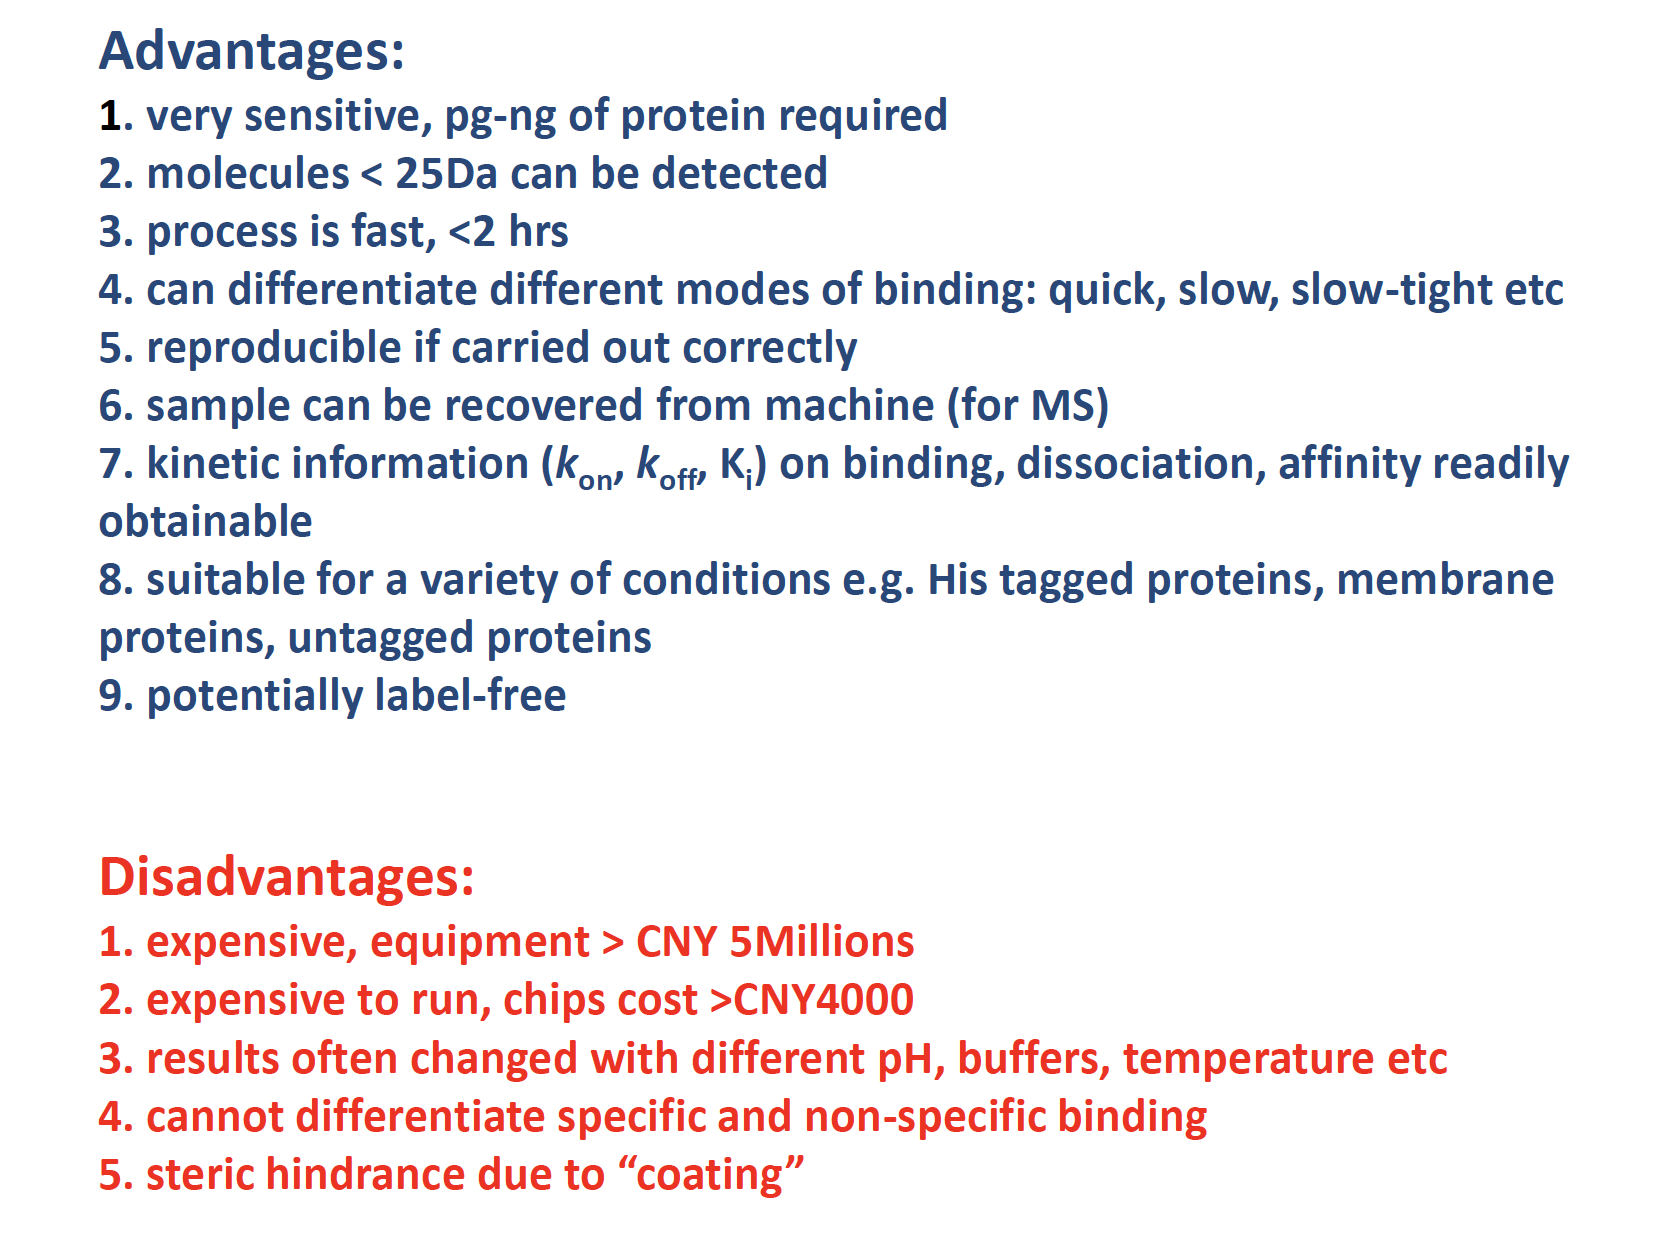 Advantages:
1. very sensitive, pg-ng of protein required
2. molecules < 25Da can be detected
3. process is fast, <2 hrs
4. can differentiate different modes of binding: quick, slow, slow-tight etc
5. reproducible if carried out correctly
6. sample can be recovered from machine (for MS)
7. kinetic information (kon, koff, Ki) on binding, dissociation, affinity readily
obtainable
8. suitable for a variety of conditions e.g. His tagged proteins, membrane
proteins, untagged proteins
9. potentially label-free
Disadvantages:
1. expensive, equipment > CNY 5Millions
2. expensive to run, chips cost >CNY4000
3. results often changed with different pH, buffers, temperature etc
4. cannot differentiate specific and non-specific binding
5. steric hindrance due to “coating”